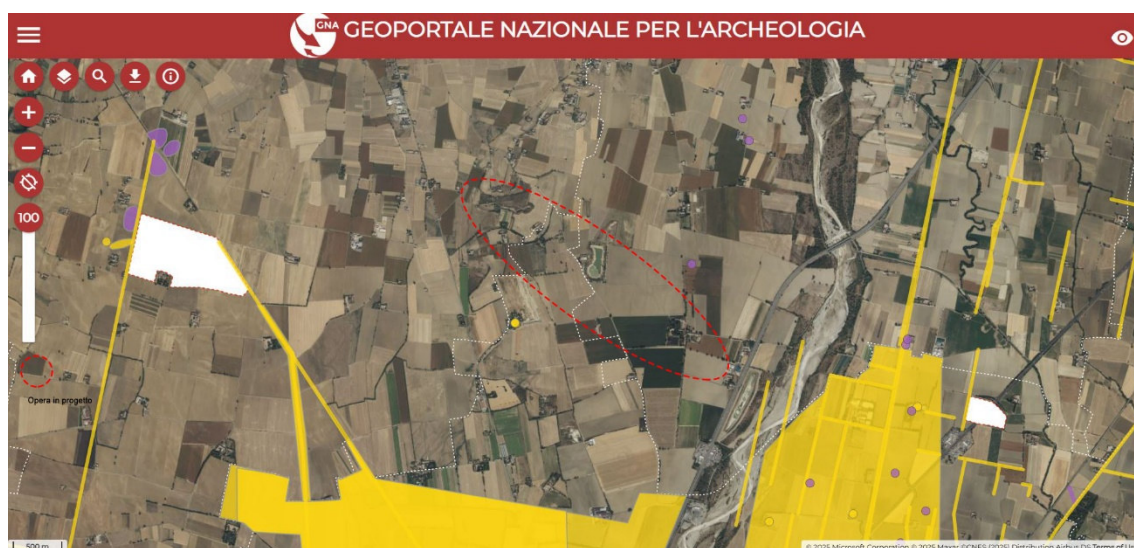 GNA GEOPORTALE NAZIONALE PER L'ARCHEOLOGIA
100
Opera in progetto
500 m
© 2025 Microsoft Corporation © 2025 Maxar ©CNES (2025) Distribution Airbus DS Terms of Us